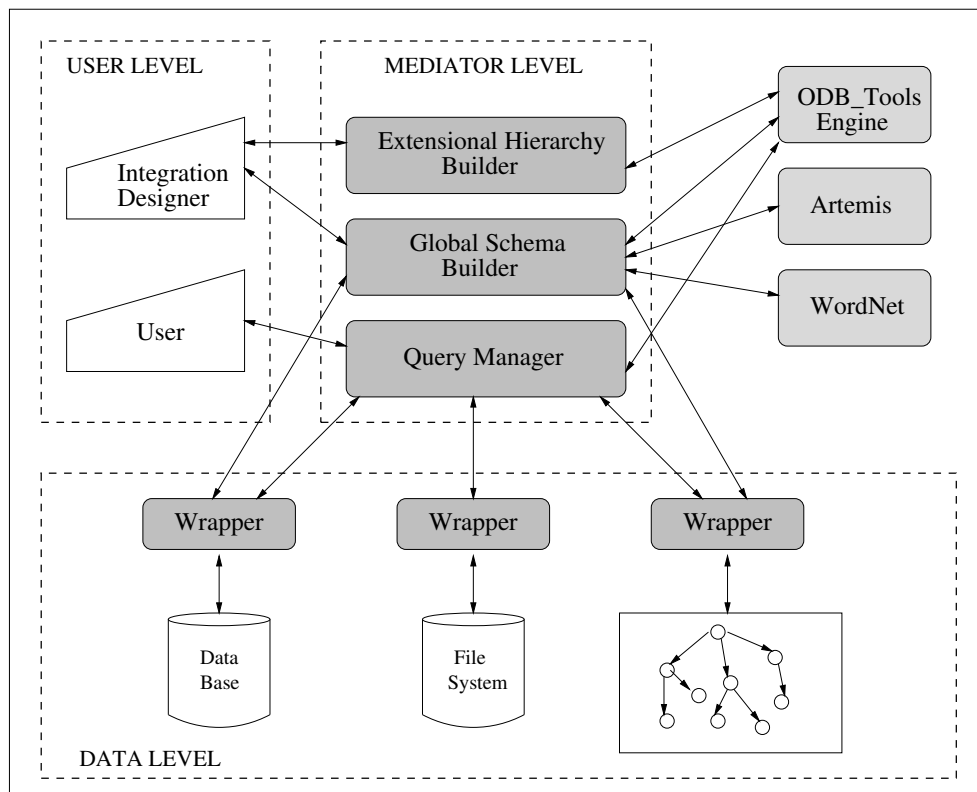 USER LEVEL
MEDIATOR LEVEL
ODB_Tools
Engine
Extensional Hierarchy
Builder
Integration
Designer
Artemis
Global Schema
Builder
WordNet
User
Query Manager
Wrapper
Wrapper
Wrapper
Data
Base
File
System
DATA LEVEL